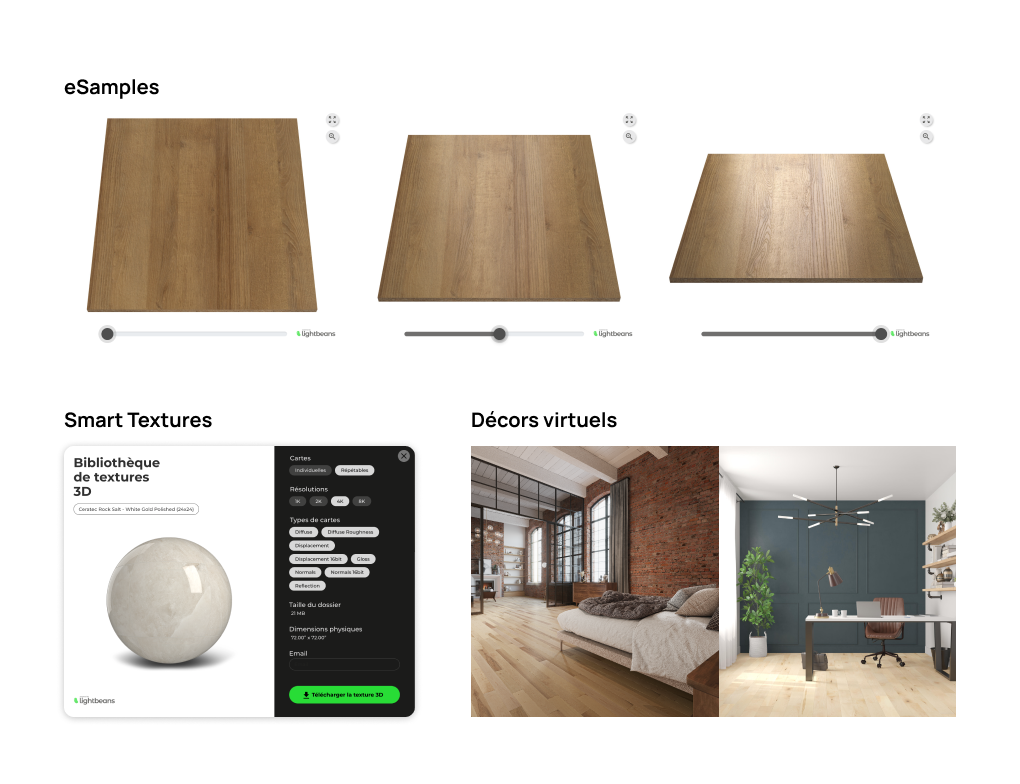 eSamples
lightbeans
lightbeans
lightbeans
Smart Textures
Décors virtuels
Bibliothèque
de textures
3D
Ceratec Rock Salt - White Gold Polished (24x24)
lightbeans
Cartes
Individuelles Répétables
Résolutions
1K 2K 4K 8K
Types de cartes
Diffuse Diffuse Roughness
Displacement
Displacement 16bit Gloss
Normals Normals 16bit
Reflection
Taille du dossier
21 MB
Dimensions physiques
72.00" x 72.00"
Email
Télécharger la texture 3D